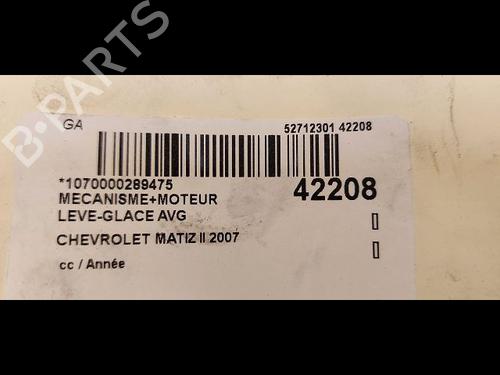 B-PARTS
GA
52712301 42208
*1070000289475
42208
MECANISME+MOTEUR
LEVE-GLACE AVG
CHEVROLET MATIZ II 2007
cc / Année